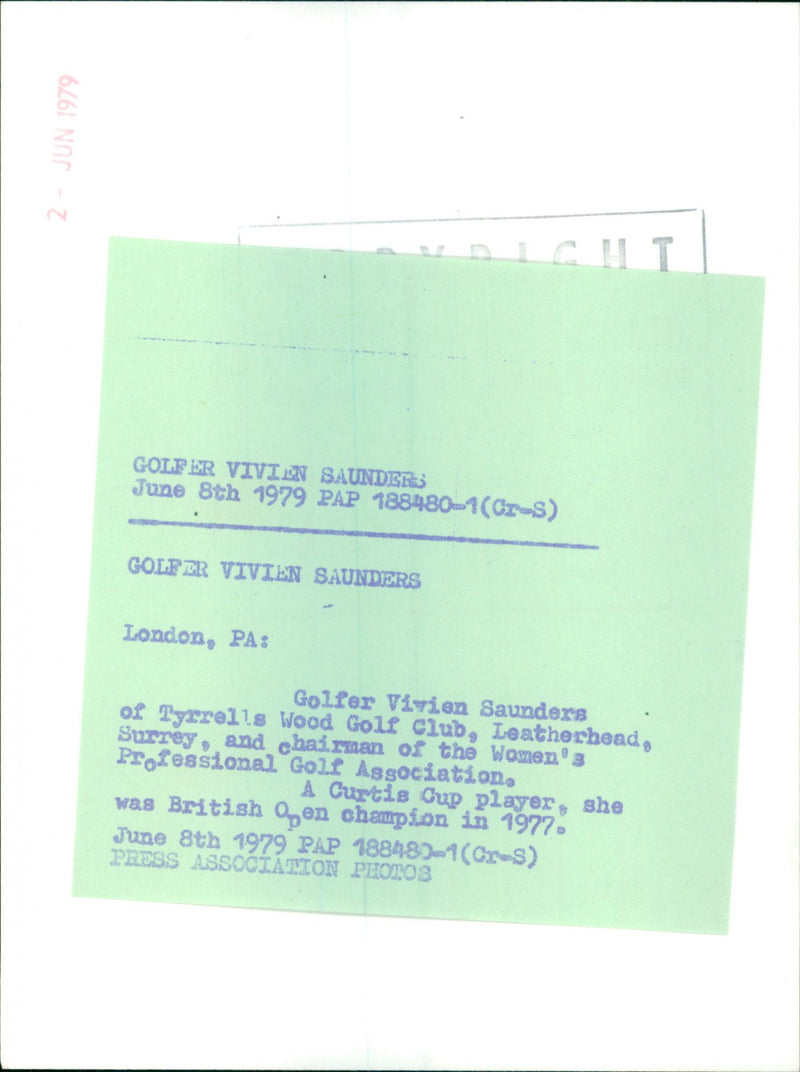 2 - JUN 1979
COPYRIGHT
GOLFER VIVIEN SAUNDERS
June 8th 1979 PAP 188480-1(Cr-S)
GOLFER VIVIEN SAUNDERS
London, PA:
Golfer Vivien Saunders
of Tyrrells Wood Golf Club, Leatherhead,
Surrey, and chairman of the Women's
Professional Golf Association.
A Curtis Cup player, she
was British Open champion in 1977.
June 8th 1979 PAP 188480-1(Cr-S)
PRESS ASSOCIATION PHOTOS